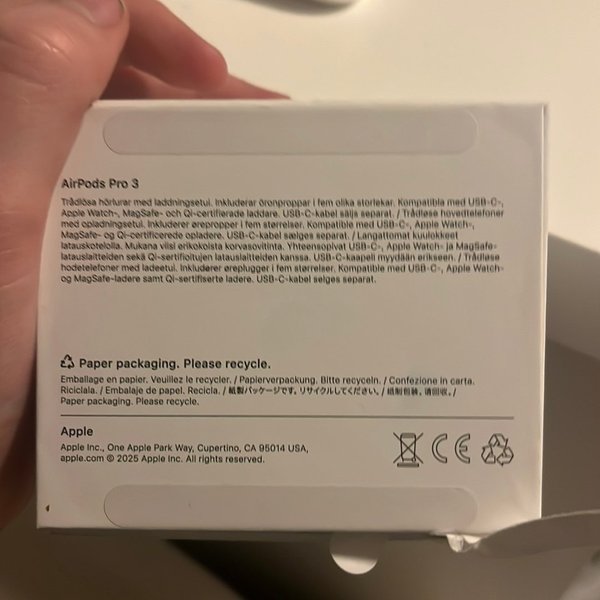 AirPods Pro 3
Trådlösa hörlurar med laddningsetui. Inkluderar öronproppar i fem olika storlekar. Kompatibla med USB-C-,
Apple Watch-, MagSafe- och Qi-certifierade laddare. USB-C-kabel säljs separat. / Trådløse hovedtelefoner
med opladningsetui. Inkluderer ørepropper i fem størrelser. Kompatible med USB-C-, Apple Watch-,
MagSafe- og Qi-certificerede opladere. USB-C-kabel sælges separat. / Langattomat kuulokkeet
latauskotelolla. Mukana viisi erikokoista korvasovitinta. Yhteensopivat USB-C-, Apple Watch- ja MagSafe-
latauslaitteiden sekä Qi-sertifioitujen latauslaitteiden kanssa. USB-C-kaapeli myydään erikseen. / Trådløse
hodetelefoner med ladeetui. Inkluderer øreplugger i fem størrelser. Kompatible med USB-C-, Apple Watch-
og MagSafe-ladere samt Qi-sertifiserte ladere. USB-C-kabel selges separat.
Paper packaging. Please recycle.
Emballage en papier. Veuillez le recycler. / Papierverpackung. Bitte recyceln. / Confezione in carta.
Riciclala. / Embalaje de papel. Recicla. / 紙製パッケージです。リサイクルしてください。/ 纸制包装。请回收。/
Paper packaging. Please recycle.
Apple
Apple Inc., One Apple Park Way, Cupertino, CA 95014 USA,
apple.com © 2025 Apple Inc. All rights reserved.
CE